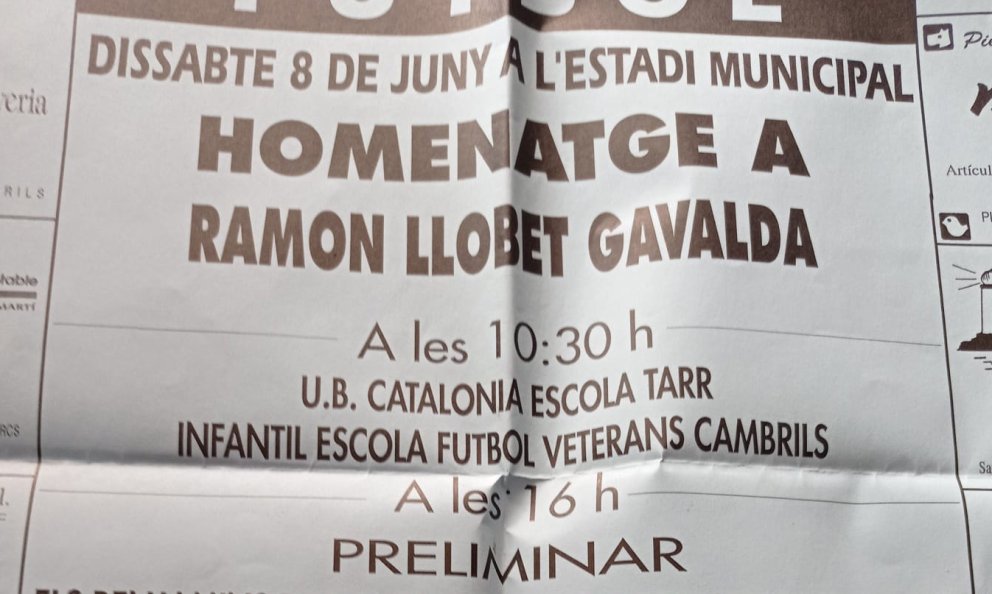 FUTBOL
DISSABTE 8 DE JUNY A L'ESTADI MUNICIPAL
HOMENATGE A
RAMON LLOBET GAVALDA
A les 10:30 h
U.B. CATALONIA ESCOLA TARR
INFANTIL ESCOLA FUTBOL VETERANS CAMBRILS
A les 16 h
PRELIMINAR